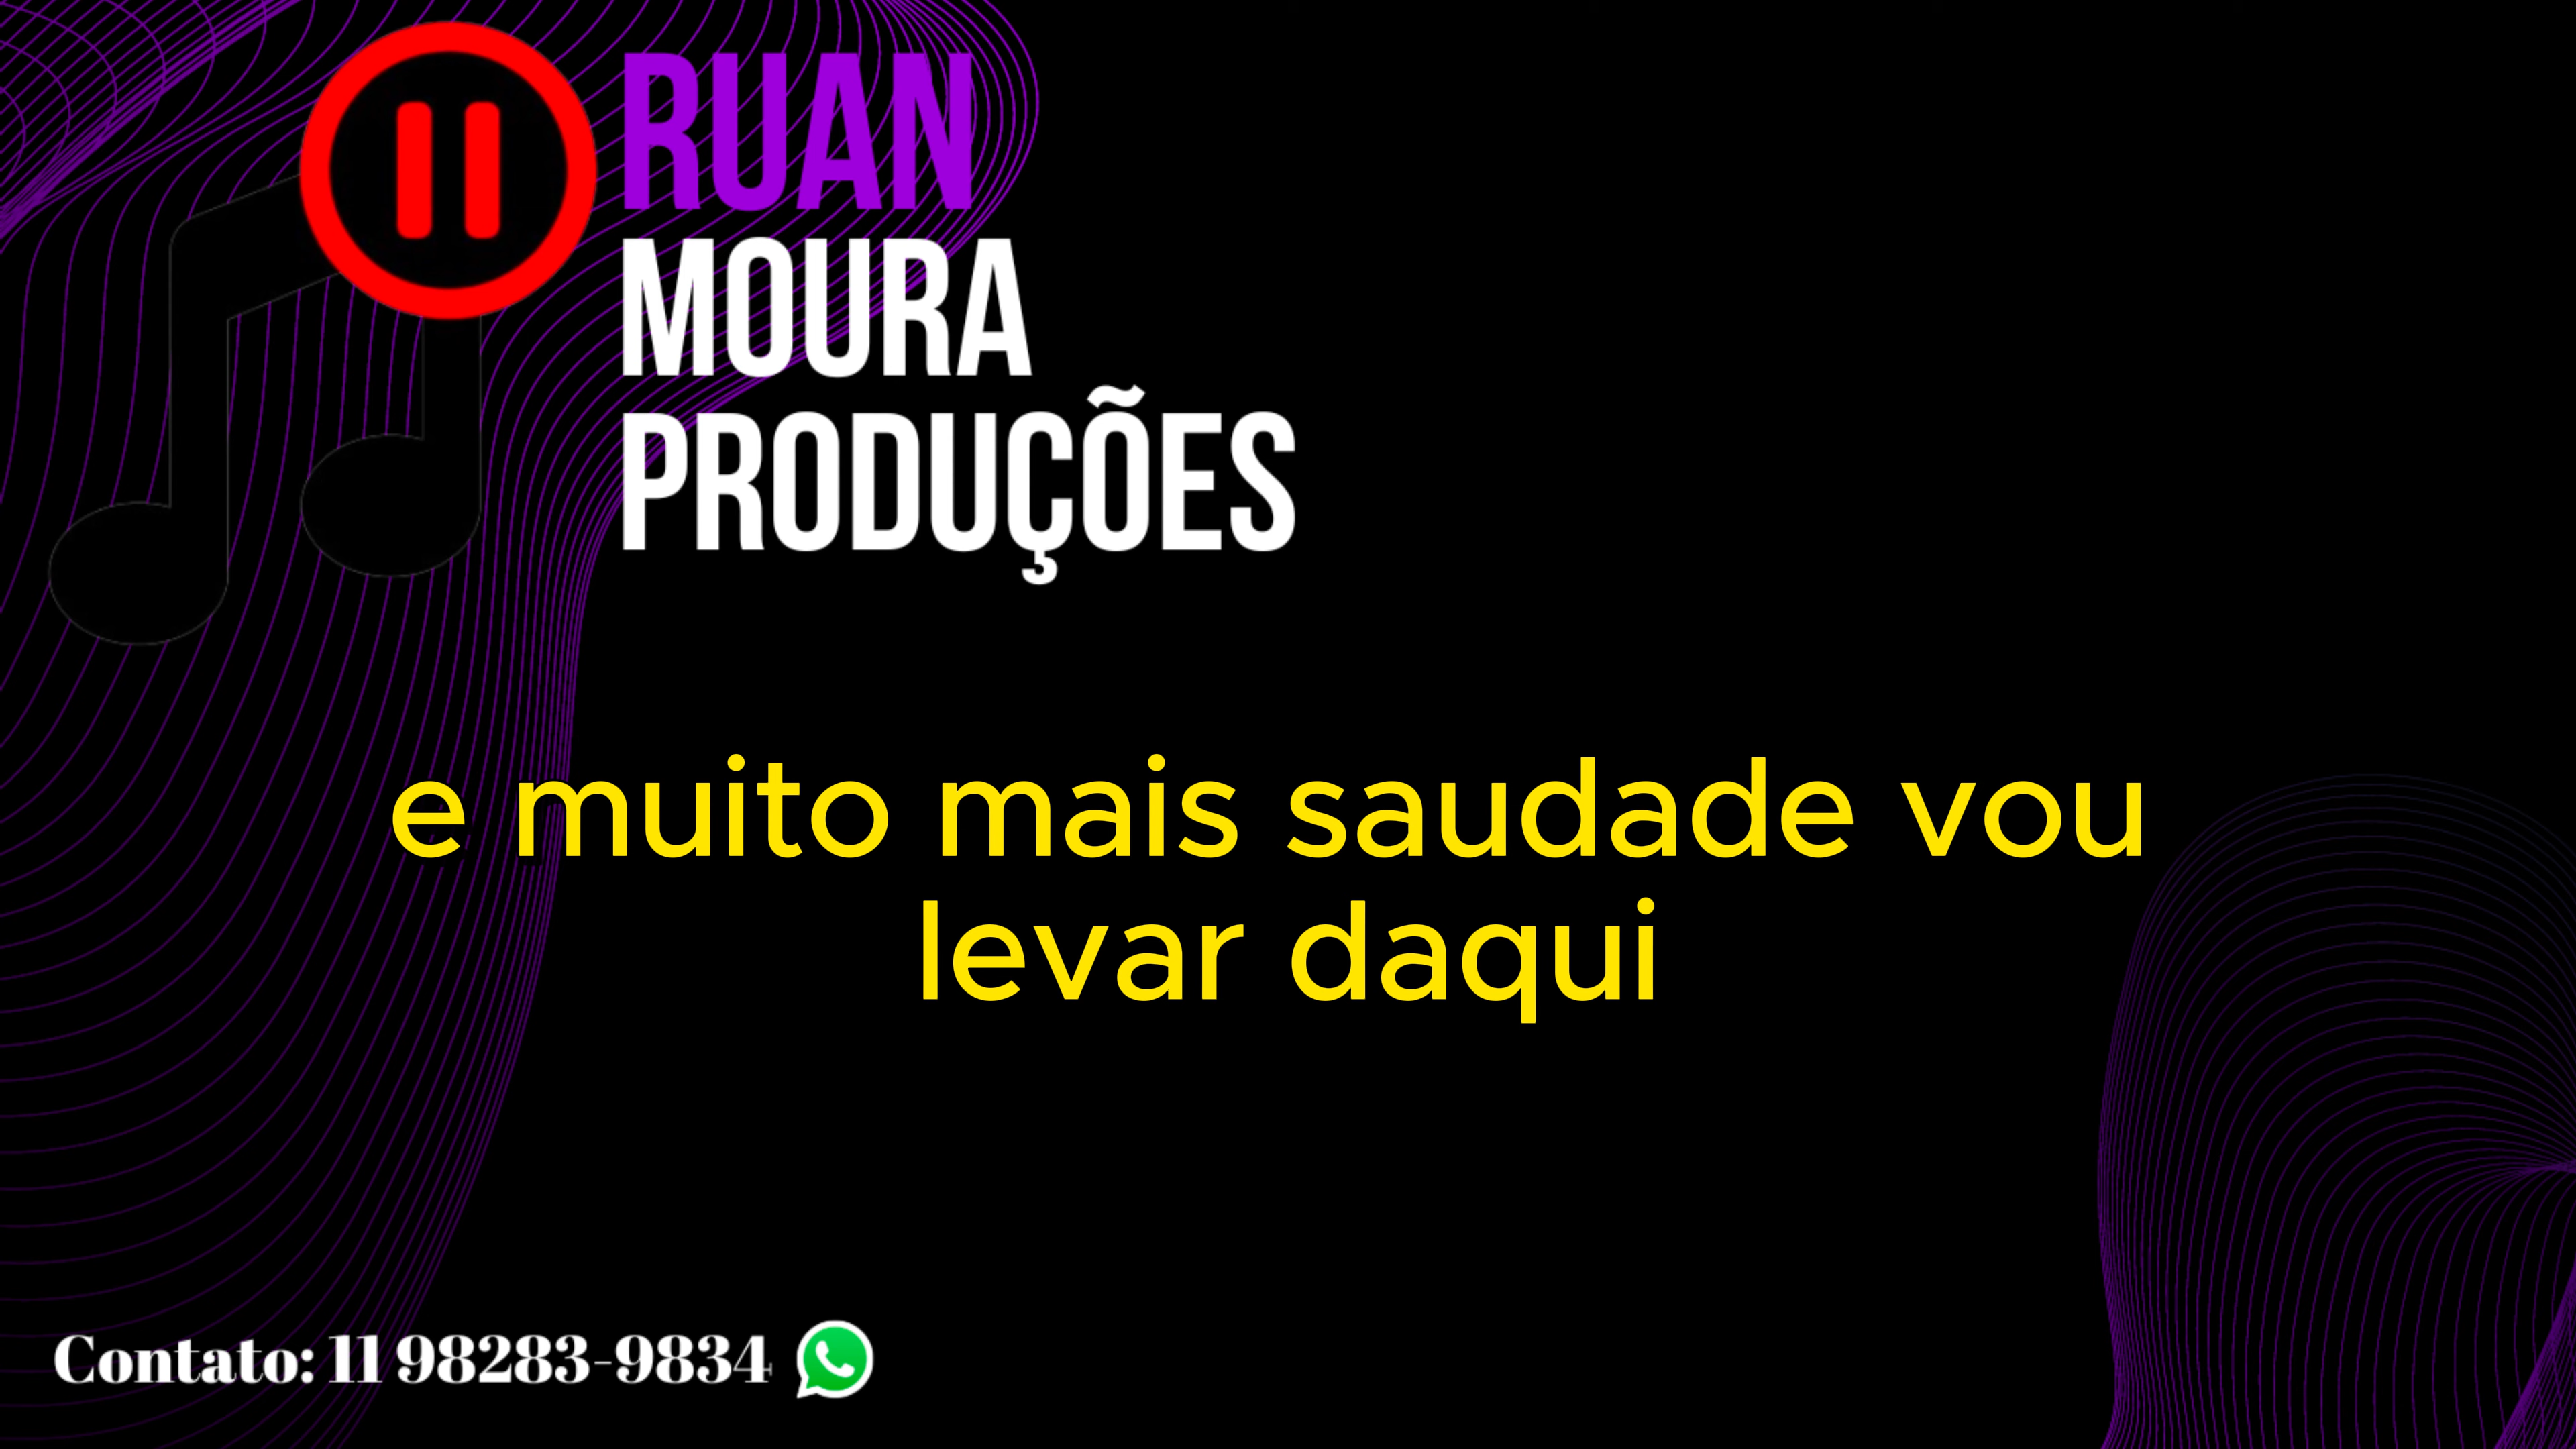 RUAN
MOURA
PRODUÇÕES
e muito mais saudade vou
levar daqui
Contato: 11 98283-9834